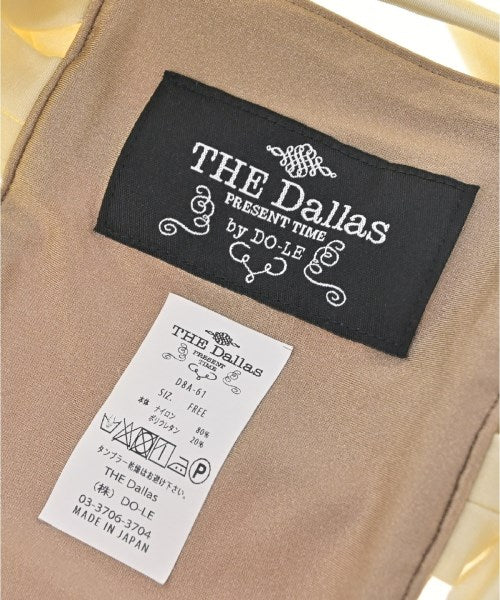 THE Dallas
PRESENT TIME
by DO-LE
THE Dallas
PRESENT
TIME
DBA-61
SIZ. FREE
本体 ナイロン 80%
ポリウレタン 20%
P
タンブラー乾燥はお避け下さい
THE Dallas
(株) DO-LE
03-3706-3704
MADE IN JAPAN